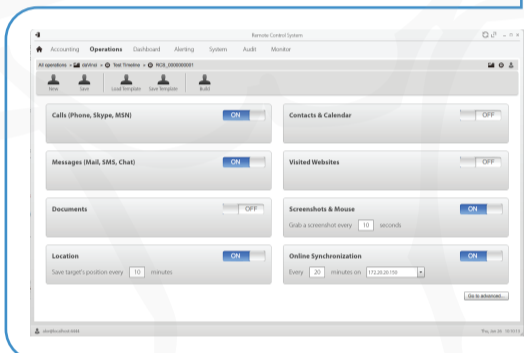 Remote Control System
Accounting Operations Dashboard Alerting System Audit Monitor
All operations daVinci Test Timeline
New Save Load Template Save Template Build
Calls (Phone, Skype, MSN) ON
Contacts & Calendar OFF
Messages (Mail, SMS, Chat) ON
Visited Websites OFF
Documents OFF
Screenshots & Mouse ON
Grab a screenshot every 10 seconds
Location ON
Save target's position every 10 minutes
Online Synchronization ON
Every 20 minutes on 172.20.20.150
Go to advanced...